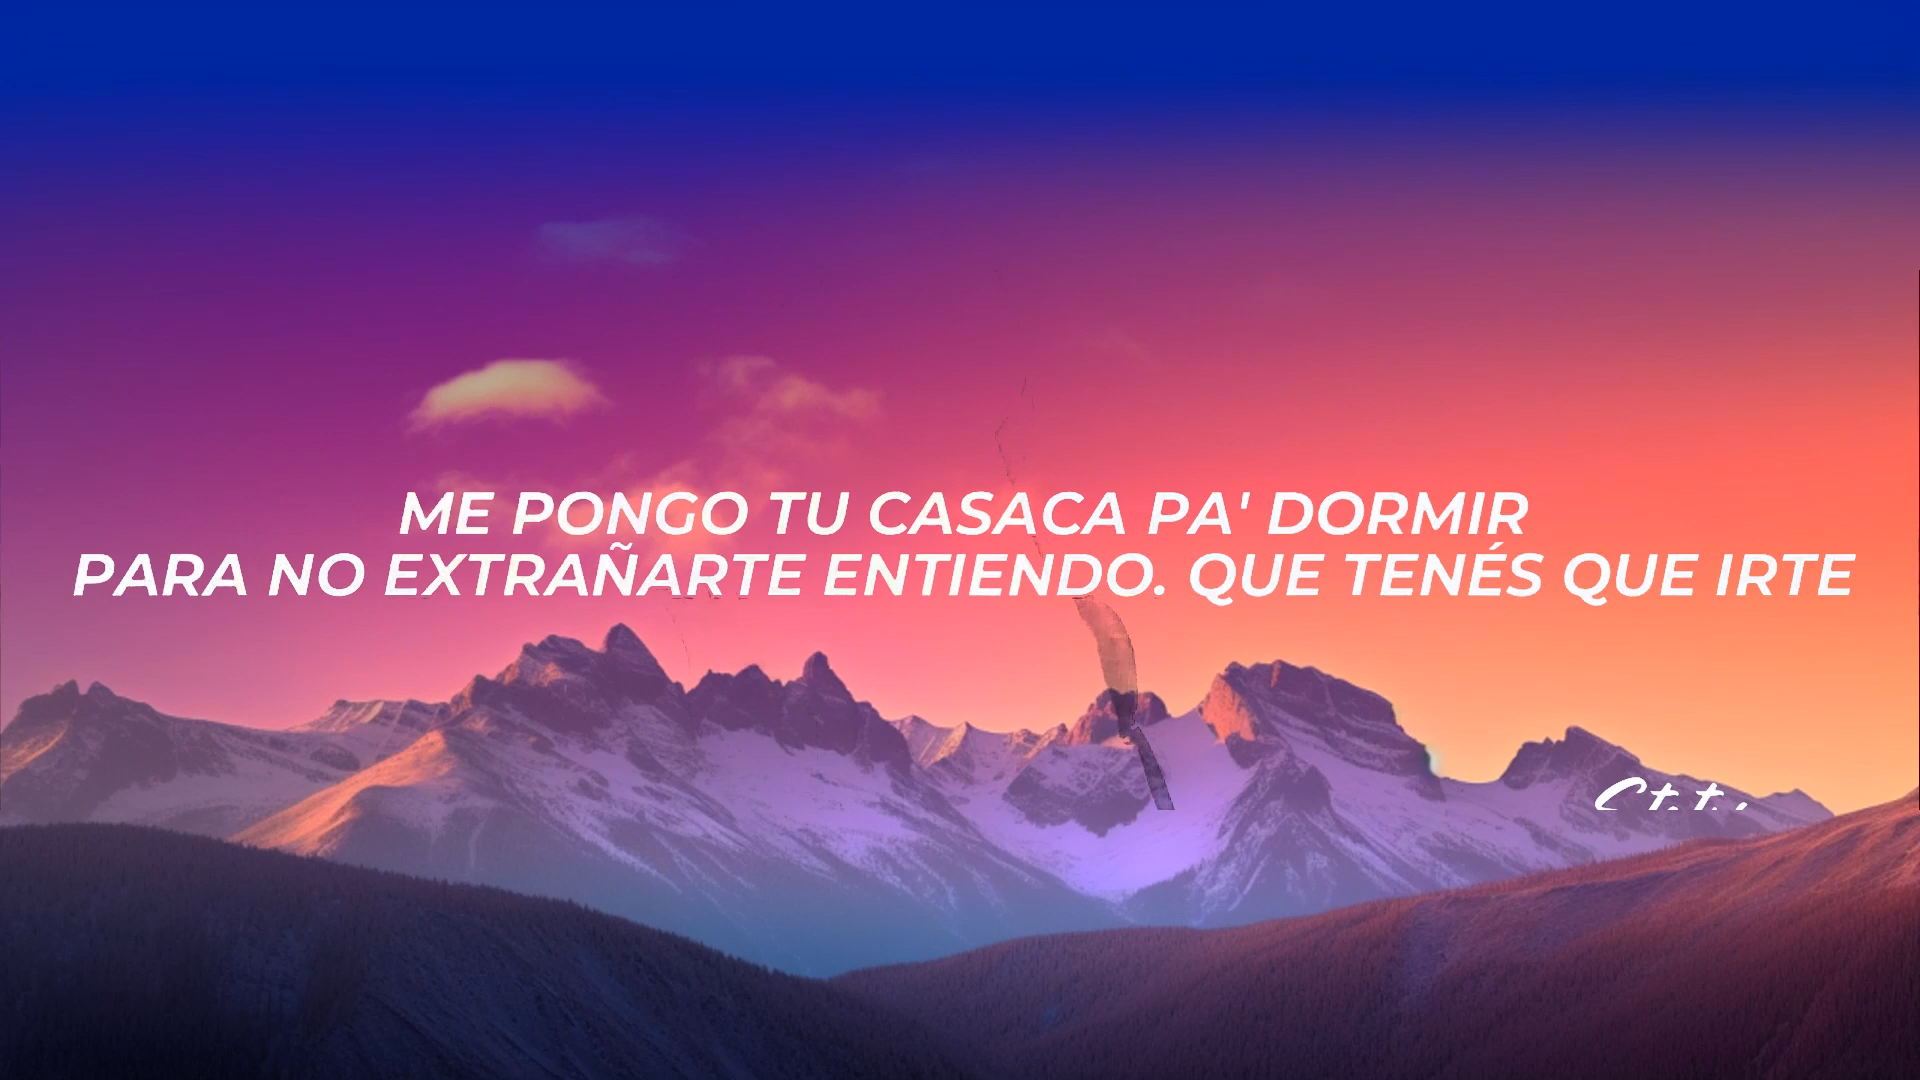 ME PONGO TU CASACA PA' DORMIR
PARA NO EXTRAÑARTE ENTIENDO. QUE TENÉS QUE IRTE